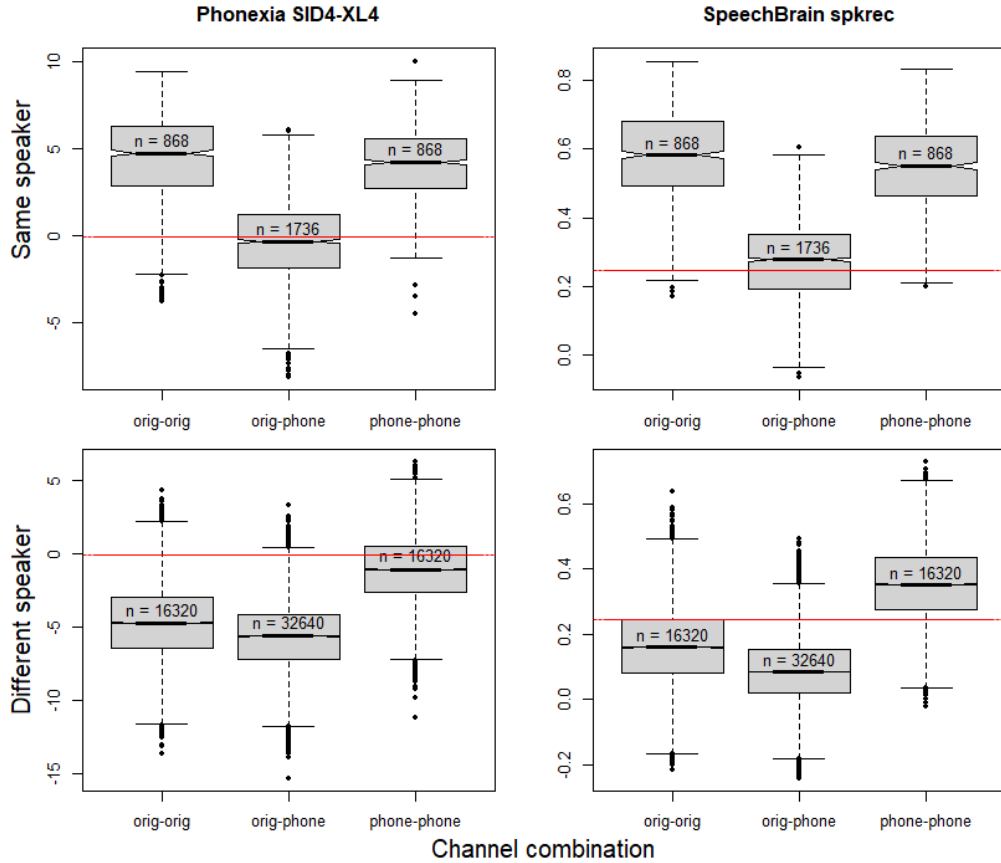 Phonexia SID4-XL4
SpeechBrain spkrec
Same speaker
10
5
0
-5
n = 868
n = 1736
n = 868
orig-orig
orig-phone
phone-phone
0.8
0.6
0.4
0.2
0.0
n = 868
n = 1736
n = 868
orig-orig
orig-phone
phone-phone
Different speaker
5
0
-5
-10
-15
n = 16320
n = 32640
n = 16320
orig-orig
orig-phone
phone-phone
0.6
0.4
0.2
0.0
-0.2
n = 16320
n = 32640
n = 16320
orig-orig
orig-phone
phone-phone
Channel combination